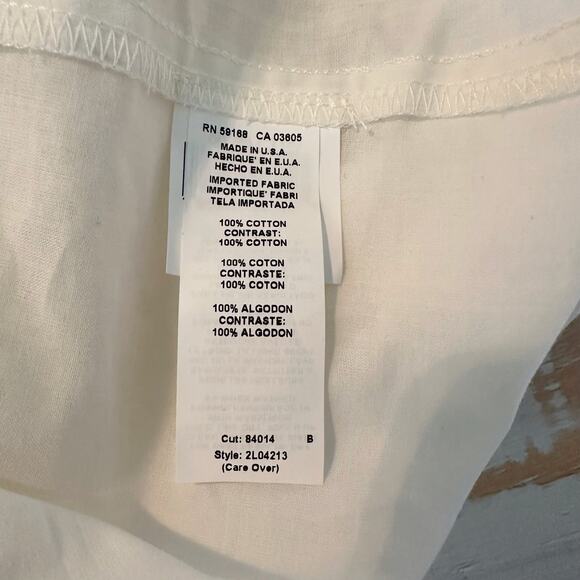 RN 59168 CA 03605
MADE IN U.S.A.
FABRIQUE' EN E.U.A.
HECHO EN E.U.A.
IMPORTED FABRIC
IMPORTIQUE' FABRI
TELA IMPORTADA
100% COTTON
CONTRAST:
100% COTTON
100% COTON
CONTRASTE:
100% COTON
100% ALGODON
CONTRASTE:
100% ALGODON
Cut: 84014 B
Style: 2L04213
(Care Over)